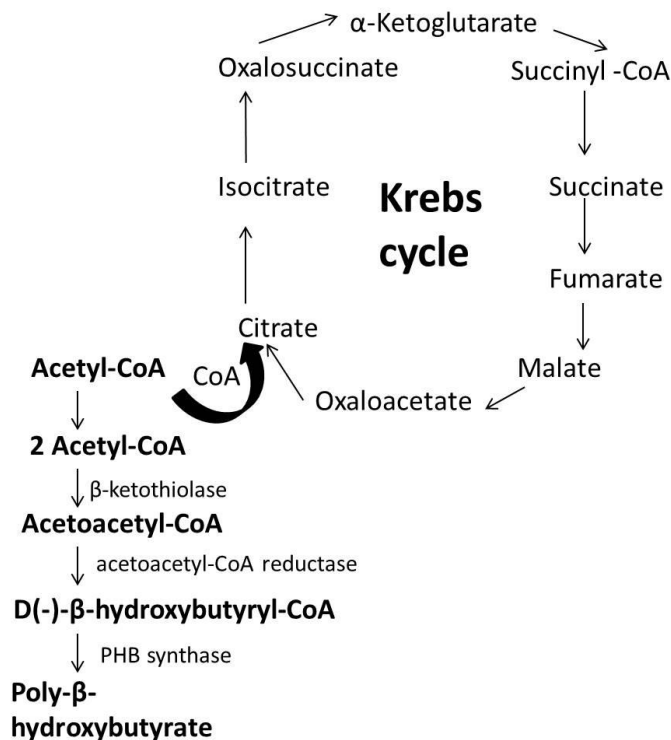 α-Ketoglutarate
Oxalosuccinate
Succinyl -CoA
Isocitrate
Krebs
cycle
Succinate
Fumarate
Citrate
Malate
Acetyl-CoA
CoA
Oxaloacetate
2 Acetyl-CoA
β-ketothiolase
Acetoacetyl-CoA
acetoacetyl-CoA reductase
D(-)-β-hydroxybutyryl-CoA
PHB synthase
Poly-β-
hydroxybutyrate